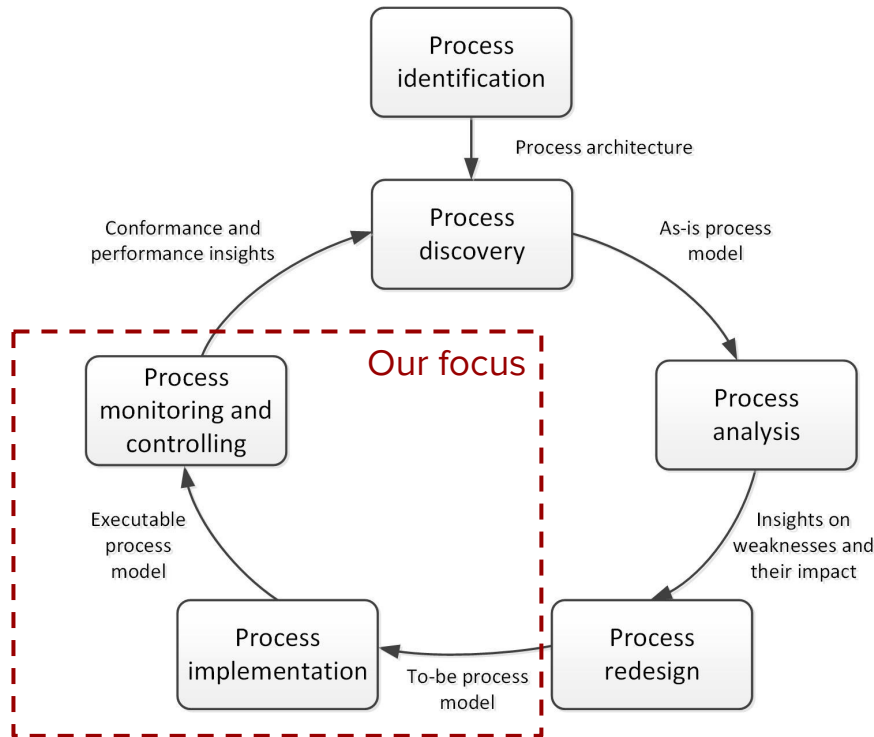 Process
identification
Process architecture
Process
discovery
Conformance and
performance insights
As-is process
model
Our focus
Process
monitoring and
controlling
Process
analysis
Executable
process
model
Insights on
weaknesses and
their impact
Process
implementation
To-be process
model
Process
redesign